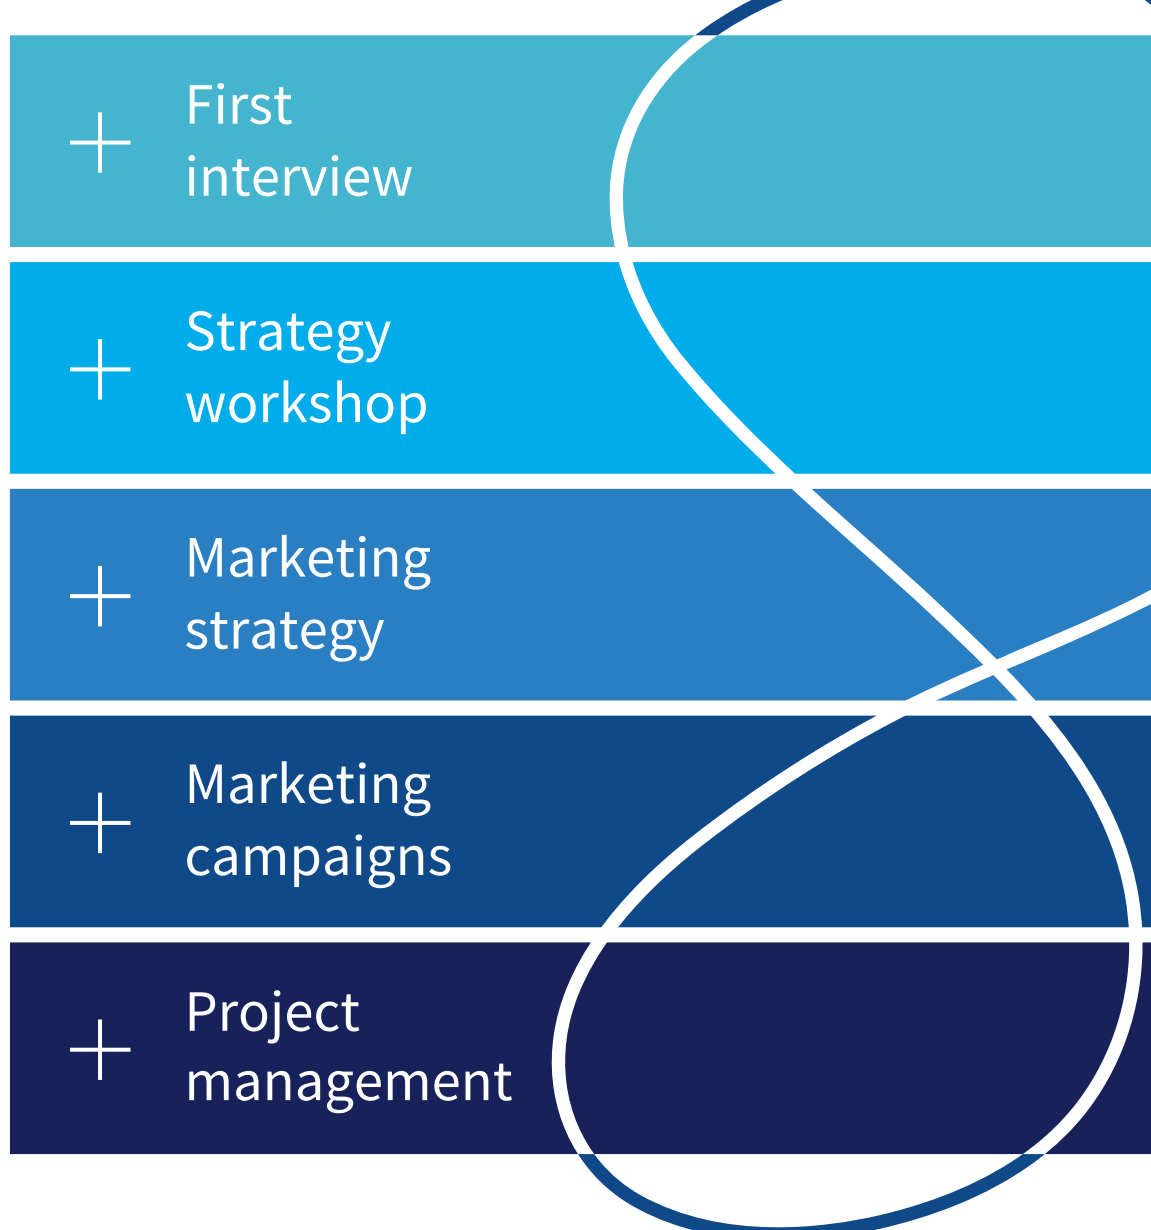 First
interview
Strategy
workshop
Marketing
strategy
Marketing
campaigns
Project
management